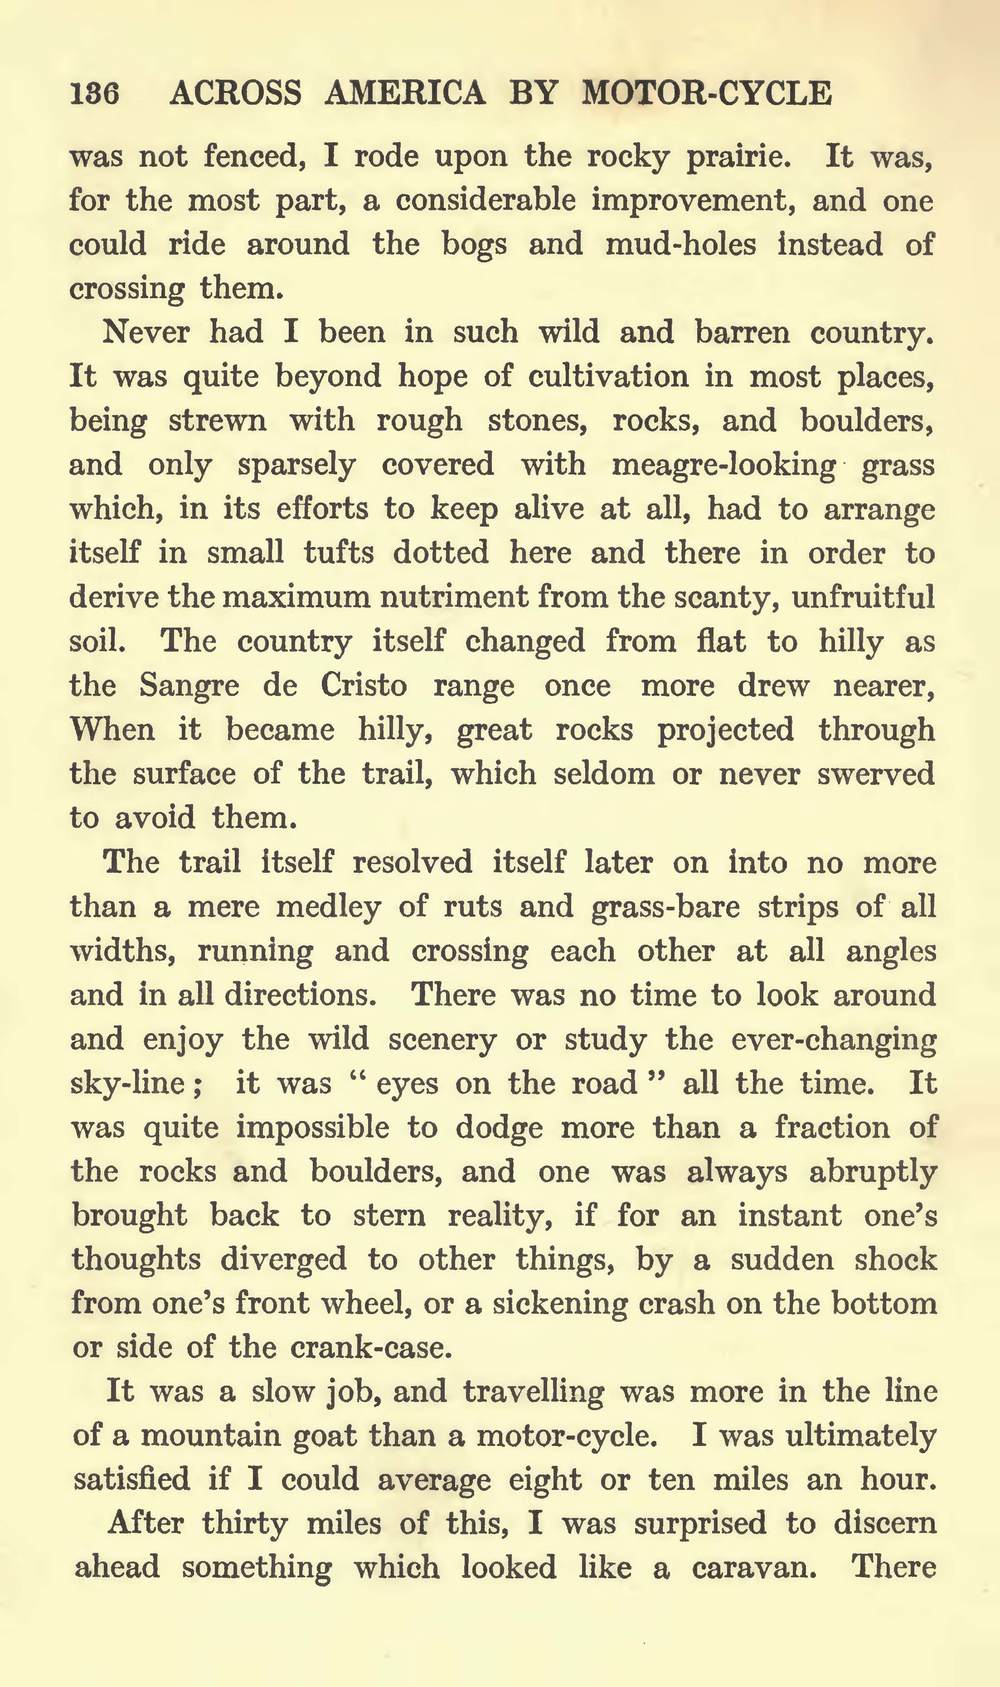 136 ACROSS AMERICA BY MOTOR-CYCLE
was not fenced, I rode upon the rocky prairie. It was,
for the most part, a considerable improvement, and one
could ride around the bogs and mud-holes instead of
crossing them.
Never had I been in such wild and barren country.
It was quite beyond hope of cultivation in most places,
being strewn with rough stones, rocks, and boulders,
and only sparsely covered with meagre-looking grass
which, in its efforts to keep alive at all, had to arrange
itself in small tufts dotted here and there in order to
derive the maximum nutriment from the scanty, unfruitful
soil. The country itself changed from flat to hilly as
the Sangre de Cristo range once more drew nearer,
When it became hilly, great rocks projected through
the surface of the trail, which seldom or never swerved
to avoid them.
The trail itself resolved itself later on into no more
than a mere medley of ruts and grass-bare strips of all
widths, running and crossing each other at all angles
and in all directions. There was no time to look around
and enjoy the wild scenery or study the ever-changing
sky-line ; it was “ eyes on the road ” all the time. It
was quite impossible to dodge more than a fraction of
the rocks and boulders, and one was always abruptly
brought back to stern reality, if for an instant one’s
thoughts diverged to other things, by a sudden shock
from one’s front wheel, or a sickening crash on the bottom
or side of the crank-case.
It was a slow job, and travelling was more in the line
of a mountain goat than a motor-cycle. I was ultimately
satisfied if I could average eight or ten miles an hour.
After thirty miles of this, I was surprised to discern
ahead something which looked like a caravan. There